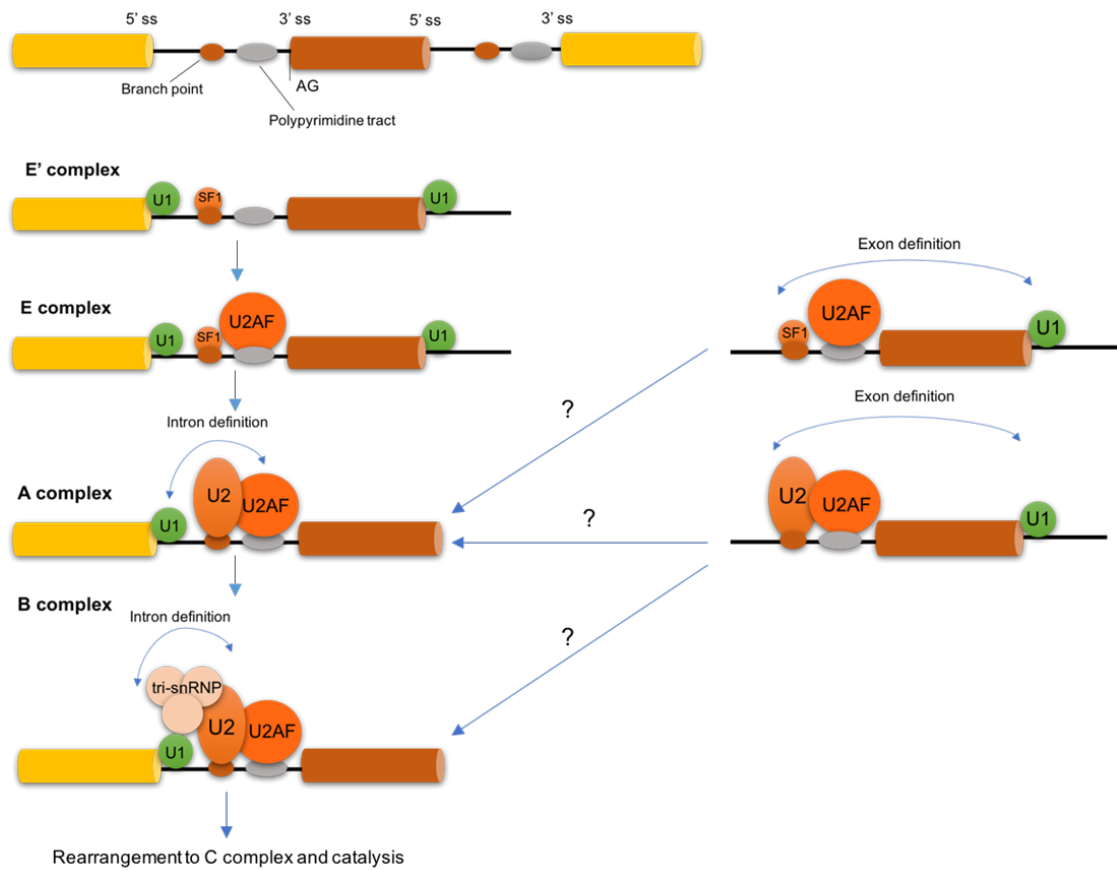 5' ss
3' ss
5' ss
3' ss
Branch point
AG
Polypyrimidine tract
E' complex
U1
SF1
U1
E complex
U1
SF1
U2AF
U1
Exon definition
SF1
U2AF
U1
Intron definition
?
Exon definition
A complex
U1
U2
U2AF
?
U2
U2AF
U1
B complex
Intron definition
?
tri-snRNP
U1
U2
U2AF
Rearrangement to C complex and catalysis